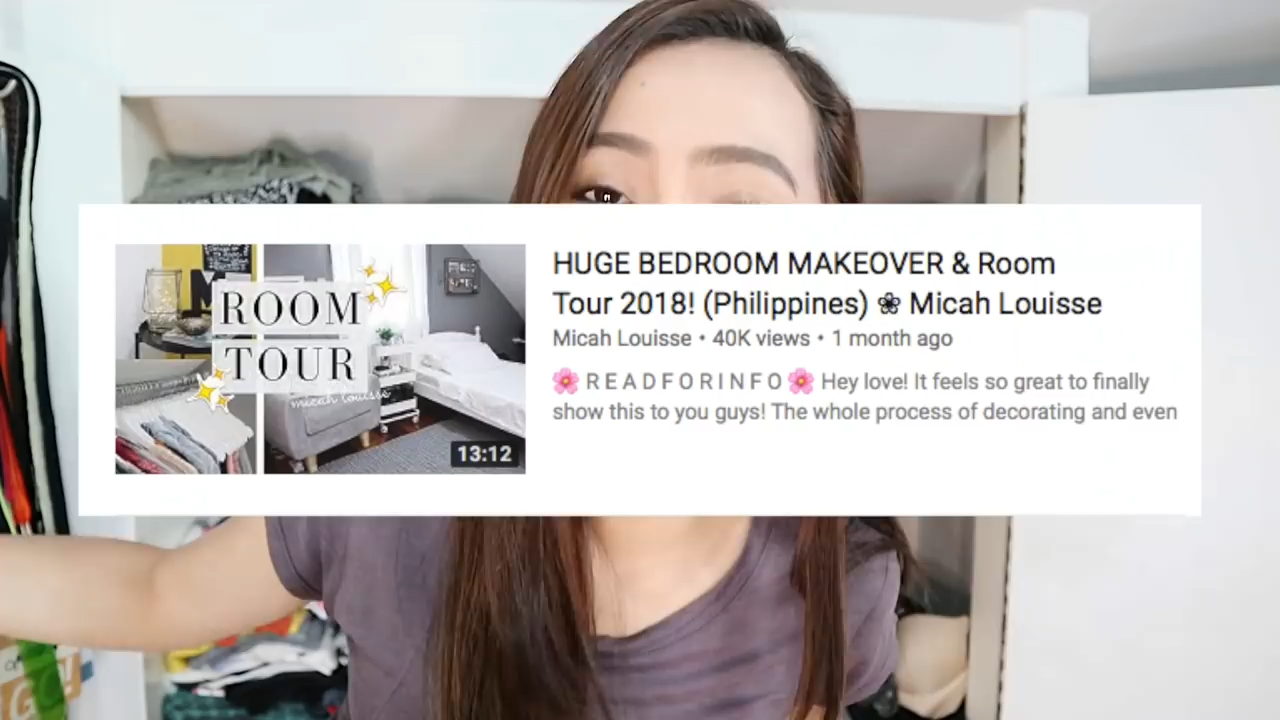 HUGE BEDROOM MAKEOVER & Room
Tour 2018! (Philippines) ❀ Micah Louisse
Micah Louisse • 40K views • 1 month ago
🌸 R E A D F O R I N F O 🌸 Hey love! It feels so great to finally
show this to you guys! The whole process of decorating and even
ROOM
TOUR
micah louisse
13:12
GO!